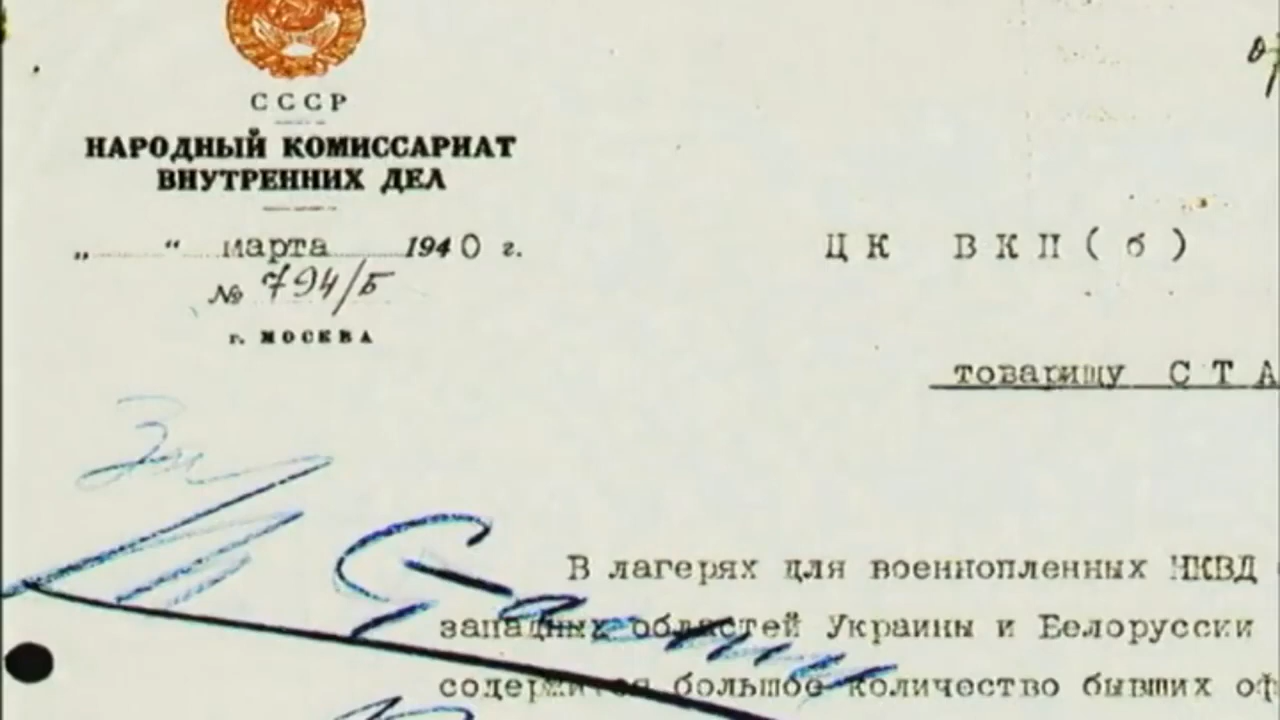 СССР
НАРОДНЫЙ КОМИССАРИАТ
ВНУТРЕННИХ ДЕЛ
„ “ марта 1940 г.
№ 794/Б
г. МОСКВА
ЦК ВКП(б)
товарищу СТА
За
В лагерях для военнопленных НКВД
западных областей Украины и Белоруссии
содержится большое количество бывших оф